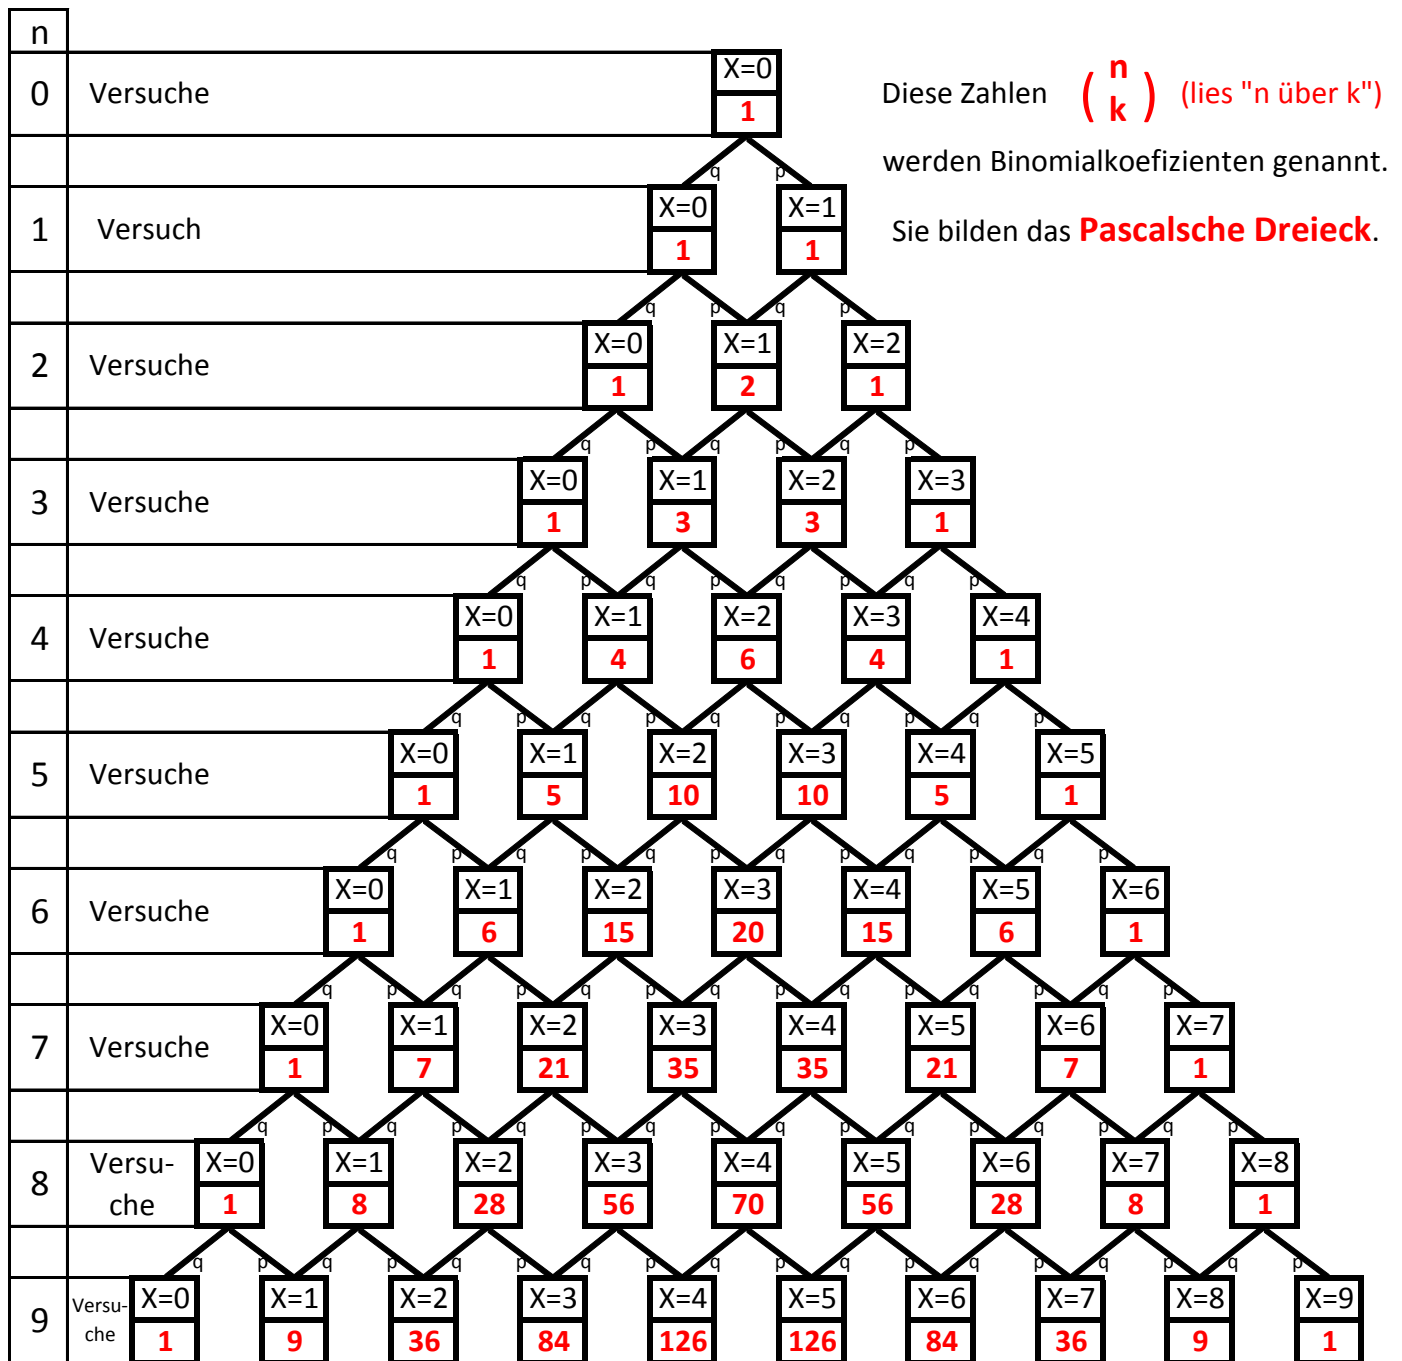 n
0 Versuche X=0 Diese Zahlen ( n k ) (lies "n über k")
1
werden Binomialkoefizienten genannt.
q p
1 Versuch X=0 X=1 Sie bilden das Pascalsche Dreieck.
1 1
q p q p
2 Versuche X=0 X=1 X=2
1 2 1
q p q p q p
3 Versuche X=0 X=1 X=2 X=3
1 3 3 1
q p q p q p q p
4 Versuche X=0 X=1 X=2 X=3 X=4
1 4 6 4 1
q p q p q p q p q p
5 Versuche X=0 X=1 X=2 X=3 X=4 X=5
1 5 10 10 5 1
q p q p q p q p q p q p
6 Versuche X=0 X=1 X=2 X=3 X=4 X=5 X=6
1 6 15 20 15 6 1
q p q p q p q p q p q p q p
7 Versuche X=0 X=1 X=2 X=3 X=4 X=5 X=6 X=7
1 7 21 35 35 21 7 1
q p q p q p q p q p q p q p q p
8 Versu- X=0 X=1 X=2 X=3 X=4 X=5 X=6 X=7 X=8
che 1 8 28 56 70 56 28 8 1
q p q p q p q p q p q p q p q p q p
9 Versu- X=0 X=1 X=2 X=3 X=4 X=5 X=6 X=7 X=8 X=9
che 1 9 36 84 126 126 84 36 9 1